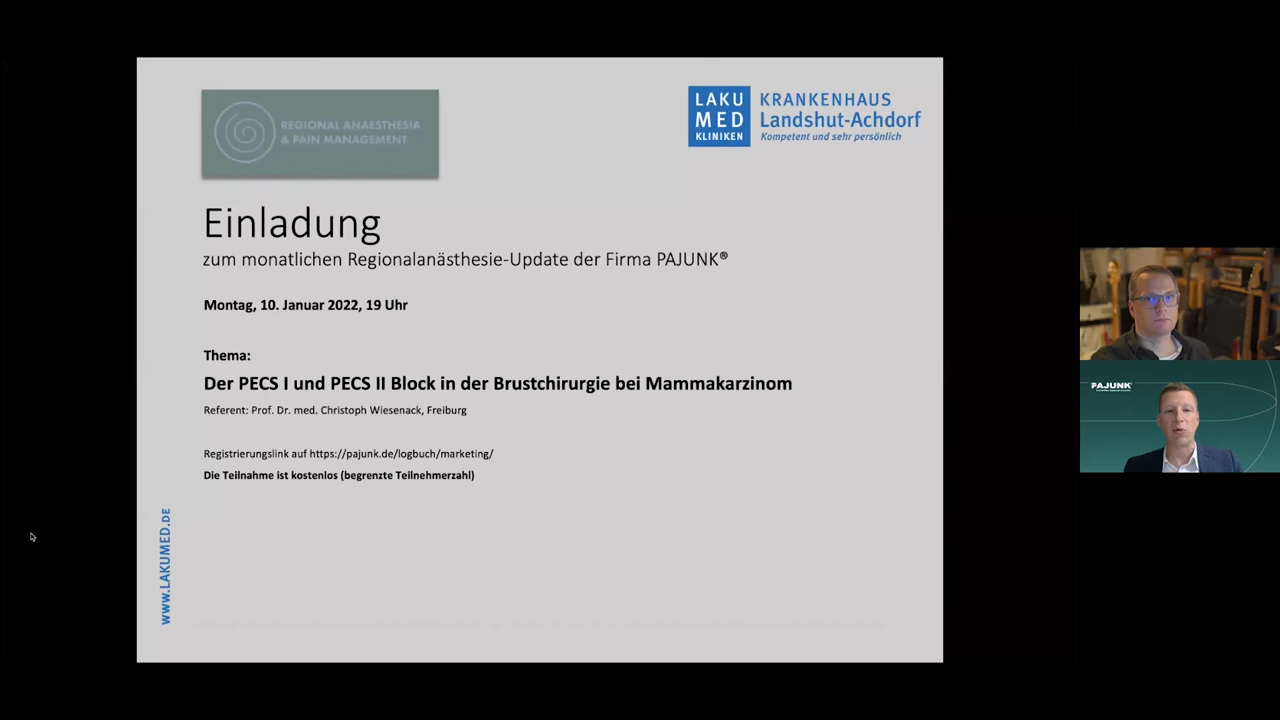 REGIONAL ANAESTHESIA
& PAIN MANAGEMENT
LAKU
MED
KLINIKEN
KRANKENHAUS
Landshut-Achdorf
Kompetent und sehr persönlich
Einladung
zum monatlichen Regionalanästhesie-Update der Firma PAJUNK®
Montag, 10. Januar 2022, 19 Uhr
Thema:
Der PECS I und PECS II Block in der Brustchirurgie bei Mammakarzinom
Referent: Prof. Dr. med. Christoph Wiesenack, Freiburg
Registrierungslink auf https://pajunk.de/logbuch/marketing/
Die Teilnahme ist kostenlos (begrenzte Teilnehmerzahl)
www.LAKUMED.DE
PAJUNK®